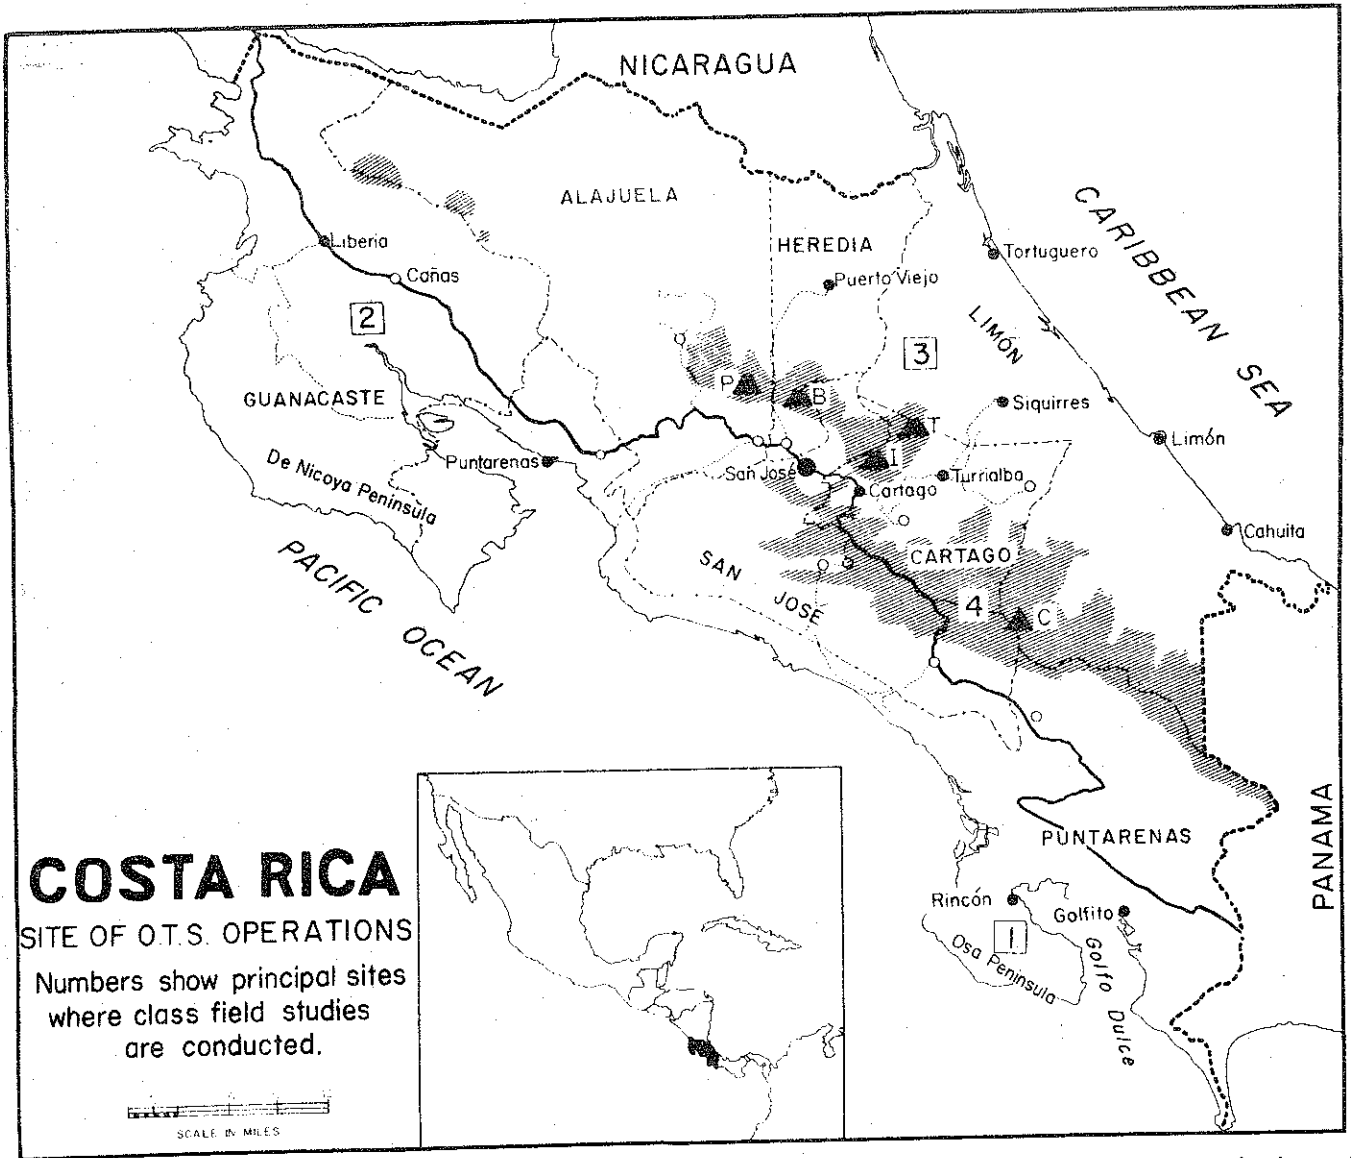 NICARAGUA
CARIBBEAN SEA
ALAJUELA
HEREDIA
Liberia
Cañas
Puerto Viejo
Tortuguero
LIMÓN
2
3
GUANACASTE
P
B
T
I
Siquirres
Limón
De Nicoya Peninsula
Puntarenas
San José
Cartago
Turrialba
Cahuita
PACIFIC OCEAN
SAN JOSE
CARTAGO
4
C
PUNTARENAS
PANAMA
Rincón
Golfito
1
Osa Peninsula
Golfo Dulce
COSTA RICA
SITE OF O.T.S. OPERATIONS
Numbers show principal sites
where class field studies
are conducted.
SCALE IN MILES